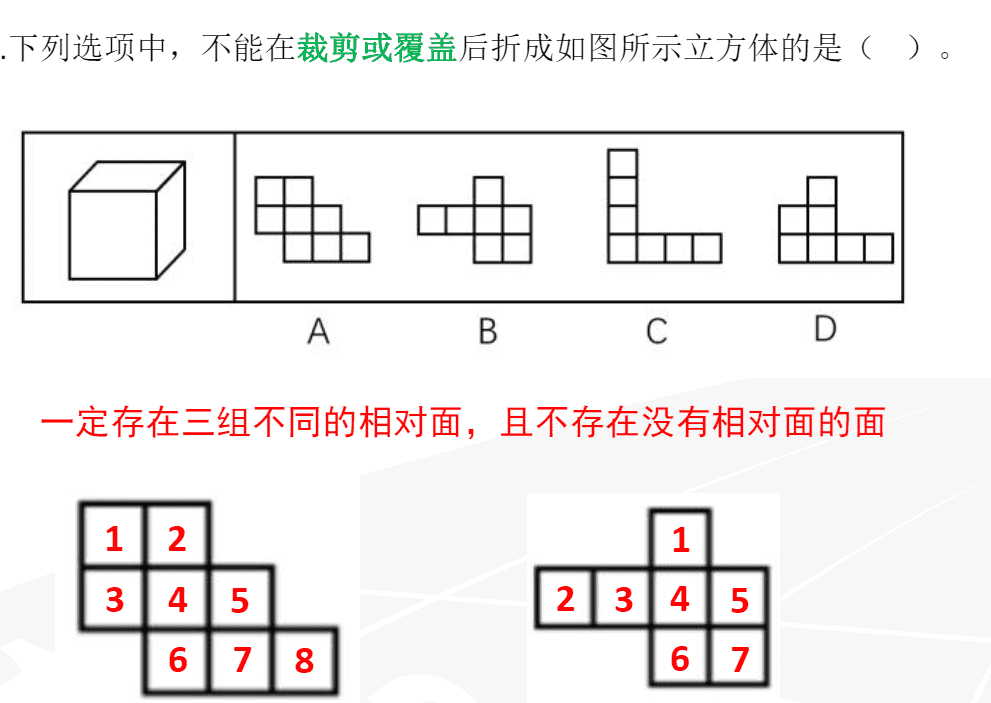 .下列选项中，不能在裁剪或覆盖后折成如图所示立方体的是（ ）。
A B C D
一定存在三组不同的相对面，且不存在没有相对面的面
1 2 1
3 4 5 2 3 4 5
6 7 8 6 7